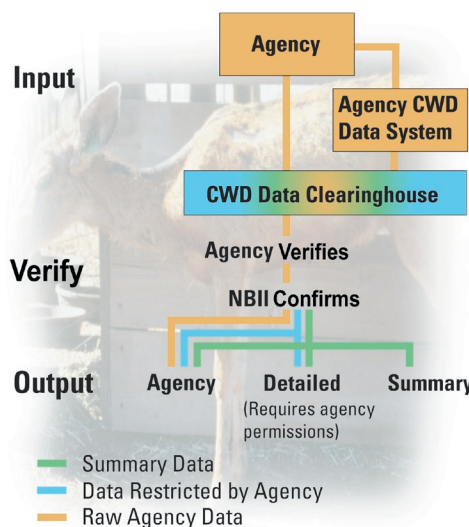 Agency
Input
Agency CWD
Data System
CWD Data Clearinghouse
Agency Verifies
Verify
NBII Confirms
Output
Agency
Detailed
Summary
(Requires agency
permissions)
Summary Data
Data Restricted by Agency
Raw Agency Data